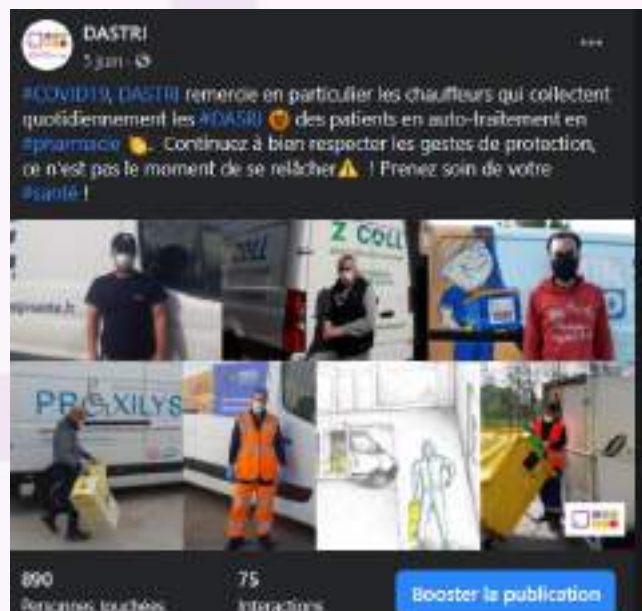 DASTRI
5 juin
#COVID19, DASTRI remercie en particulier les chauffeurs qui collectent
quotidiennement les #DASRI des patients en auto-traitement en
#pharmacie . Continuez à bien respecter les gestes de protection,
ce n'est pas le moment de se relâcher ! Prenez soin de votre
#santé !
Z COLL
PROXILYS
890
75
Personnes touchées
Interactions
Booster la publication